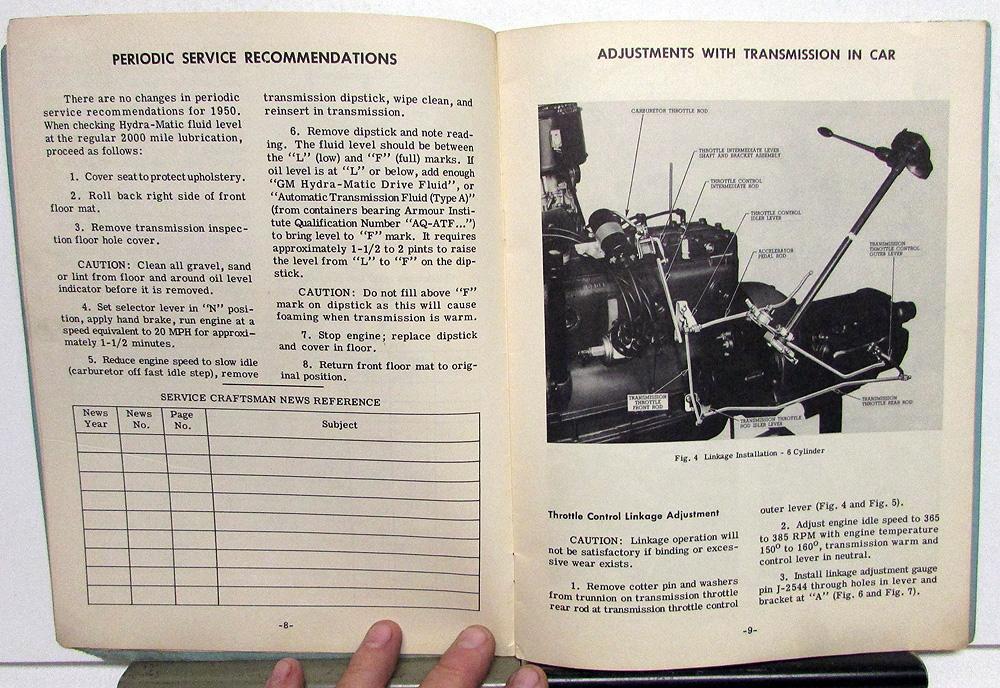 PERIODIC SERVICE RECOMMENDATIONS
There are no changes in periodic
service recommendations for 1950.
When checking Hydra-Matic fluid level
at the regular 2000 mile lubrication,
proceed as follows:
1. Cover seat to protect upholstery.
2. Roll back right side of front
floor mat.
3. Remove transmission inspec-
tion floor hole cover.
CAUTION: Clean all gravel, sand
or lint from floor and around oil level
indicator before it is removed.
4. Set selector lever in "N" posi-
tion, apply hand brake, run engine at a
speed equivalent to 20 MPH for approxi-
mately 1-1/2 minutes.
5. Reduce engine speed to slow idle
(carburetor off fast idle step), remove
transmission dipstick, wipe clean, and
reinsert in transmission.
6. Remove dipstick and note read-
ing. The fluid level should be between
the "L" (low) and "F" (full) marks. If
oil level is at "L" or below, add enough
"GM Hydra-Matic Drive Fluid", or
"Automatic Transmission Fluid (Type A)"
(from containers bearing Armour Insti-
tute Qualification Number "AQ-ATF...")
to bring level to "F" mark. It requires
approximately 1-1/2 to 2 pints to raise
the level from "L" to "F" on the dip-
stick.
CAUTION: Do not fill above "F"
mark on dipstick as this will cause
foaming when transmission is warm.
7. Stop engine; replace dipstick
and cover in floor.
8. Return front floor mat to orig-
inal position.
SERVICE CRAFTSMAN NEWS REFERENCE
News Year
News No.
Page No.
Subject
-8-
ADJUSTMENTS WITH TRANSMISSION IN CAR
CARBURETOR THROTTLE ROD
THROTTLE INTERMEDIATE LEVER
SHAFT AND BRACKET ASSEMBLY
THROTTLE CONTROL
INTERMEDIATE ROD
THROTTLE CONTROL
IDLER LEVER
ACCELERATOR
PEDAL ROD
TRANSMISSION
THROTTLE CONTROL
OUTER LEVER
TRANSMISSION
THROTTLE
FRONT ROD
TRANSMISSION THROTTLE
ROD IDLER LEVER
TRANSMISSION
THROTTLE REAR ROD
Fig. 4 Linkage Installation - 6 Cylinder
Throttle Control Linkage Adjustment
CAUTION: Linkage operation will
not be satisfactory if binding or exces-
sive wear exists.
1. Remove cotter pin and washers
from trunnion on transmission throttle
rear rod at transmission throttle control
outer lever (Fig. 4 and Fig. 5).
2. Adjust engine idle speed to 365
to 385 RPM with engine temperature
150° to 160°, transmission warm and
control lever in neutral.
3. Install linkage adjustment gauge
pin J-2544 through holes in lever and
bracket at "A" (Fig. 6 and Fig. 7).
-9-